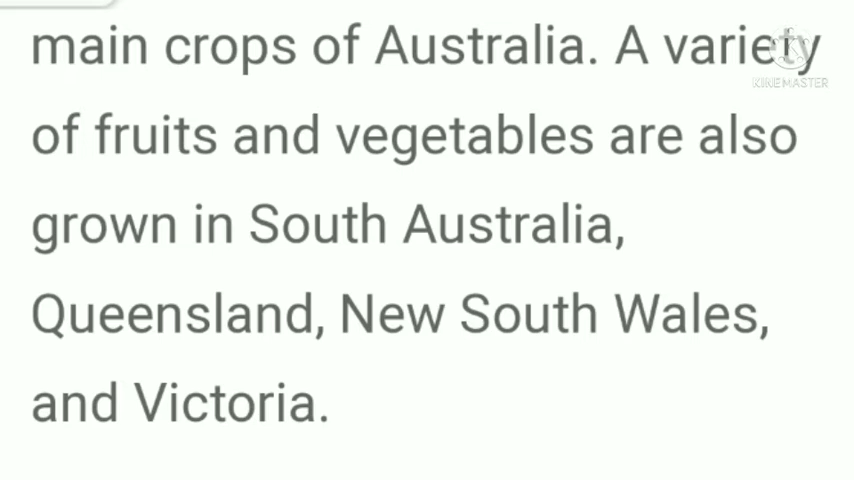 main crops of Australia. A variety
KINEMASTER
of fruits and vegetables are also
grown in South Australia,
Queensland, New South Wales,
and Victoria.